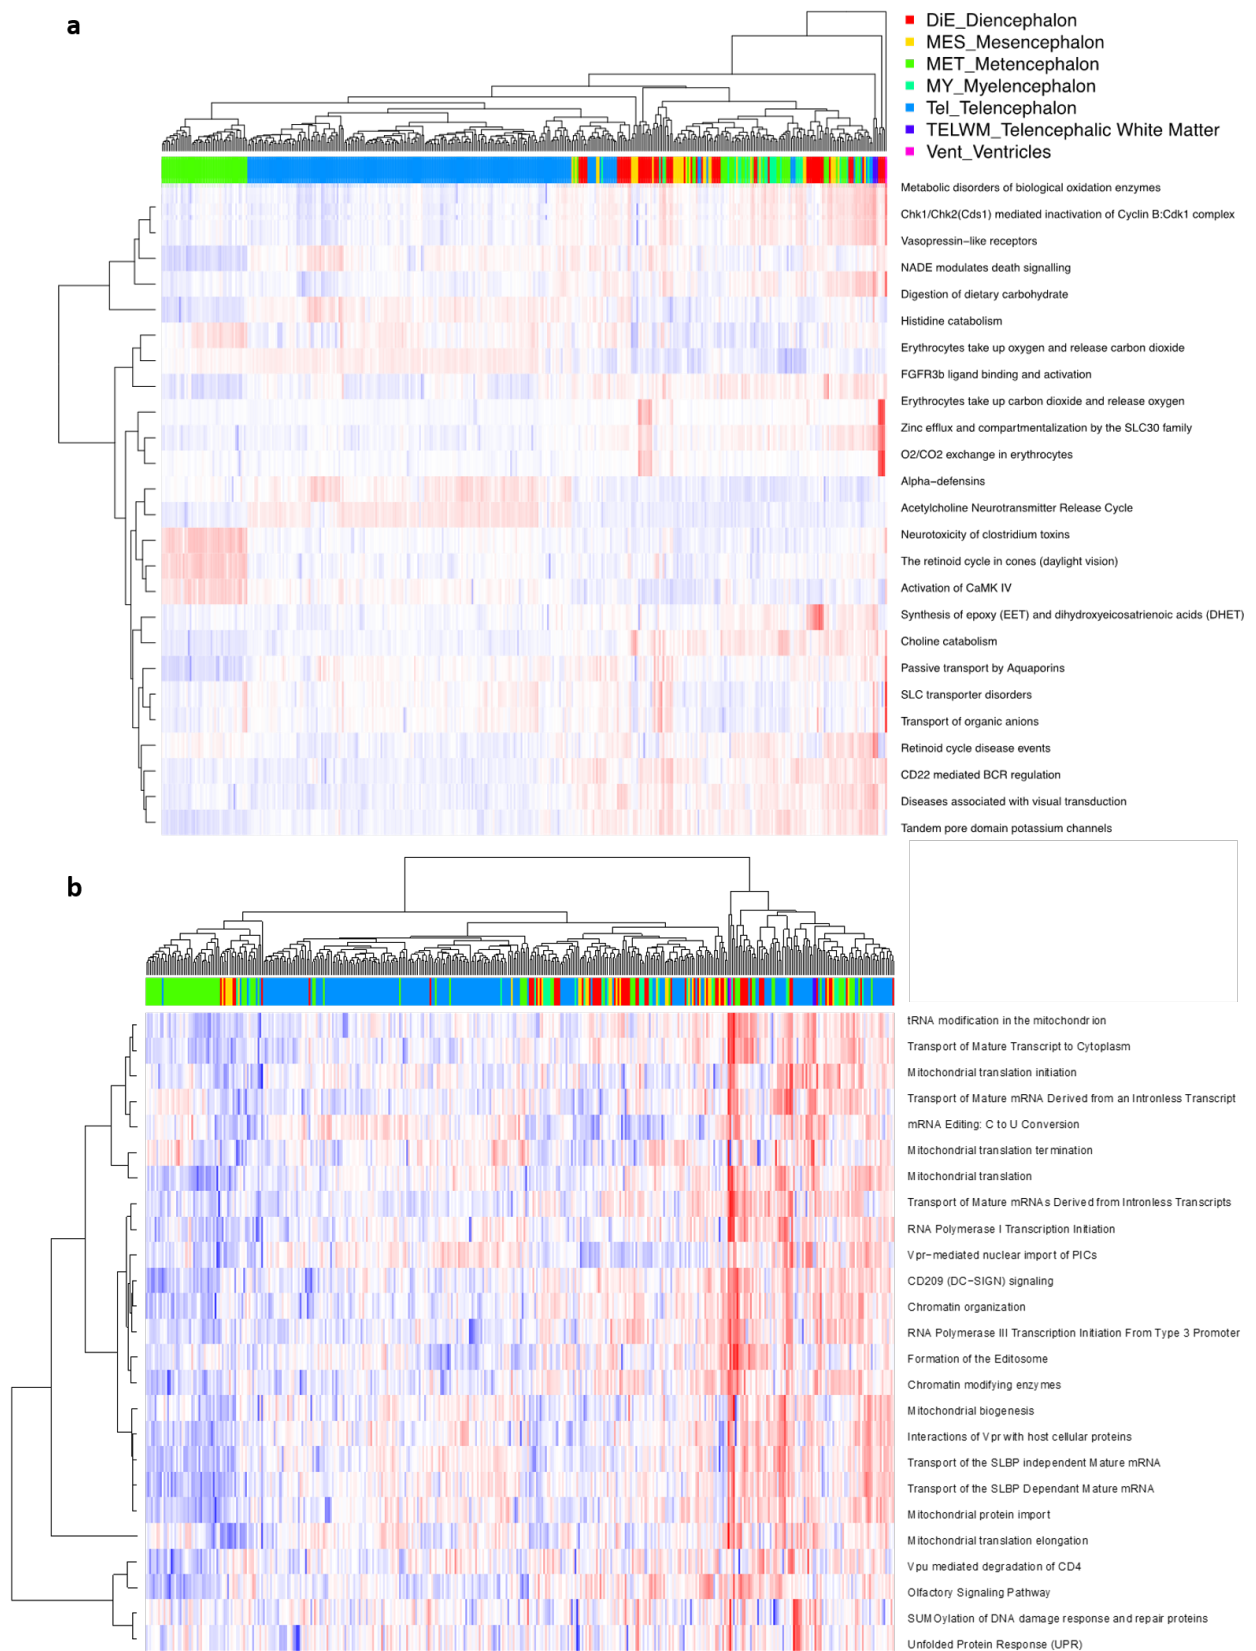 a
DiE_Diencephalon
MES_Mesencephalon
MET_Metencephalon
MY_Myelencephalon
Tel_Telencephalon
TELWM_Telencephalic White Matter
Vent_Ventricles
Metabolic disorders of biological oxidation enzymes
Chk1/Chk2(Cds1) mediated inactivation of Cyclin B:Cdk1 complex
Vasopressin−like receptors
NADE modulates death signalling
Digestion of dietary carbohydrate
Histidine catabolism
Erythrocytes take up oxygen and release carbon dioxide
FGFR3b ligand binding and activation
Erythrocytes take up carbon dioxide and release oxygen
Zinc efflux and compartmentalization by the SLC30 family
O2/CO2 exchange in erythrocytes
Alpha−defensins
Acetylcholine Neurotransmitter Release Cycle
Neurotoxicity of clostridium toxins
The retinoid cycle in cones (daylight vision)
Activation of CaMK IV
Synthesis of epoxy (EET) and dihydroxyeicosatrienoic acids (DHET)
Choline catabolism
Passive transport by Aquaporins
SLC transporter disorders
Transport of organic anions
Retinoid cycle disease events
CD22 mediated BCR regulation
Diseases associated with visual transduction
Tandem pore domain potassium channels
b
tRNA modification in the mitochondrion
Transport of Mature Transcript to Cytoplasm
Mitochondrial translation initiation
Transport of Mature mRNA Derived from an Intronless Transcript
mRNA Editing: C to U Conversion
Mitochondrial translation termination
Mitochondrial translation
Transport of Mature mRNAs Derived from Intronless Transcripts
RNA Polymerase I Transcription Initiation
Vpr−mediated nuclear import of PICs
CD209 (DC−SIGN) signaling
Chromatin organization
RNA Polymerase III Transcription Initiation From Type 3 Promoter
Formation of the Editosome
Chromatin modifying enzymes
Mitochondrial biogenesis
Interactions of Vpr with host cellular proteins
Transport of the SLBP independent Mature mRNA
Transport of the SLBP Dependant Mature mRNA
Mitochondrial protein import
Mitochondrial translation elongation
Vpu mediated degradation of CD4
Olfactory Signaling Pathway
SUMOylation of DNA damage response and repair proteins
Unfolded Protein Response (UPR)